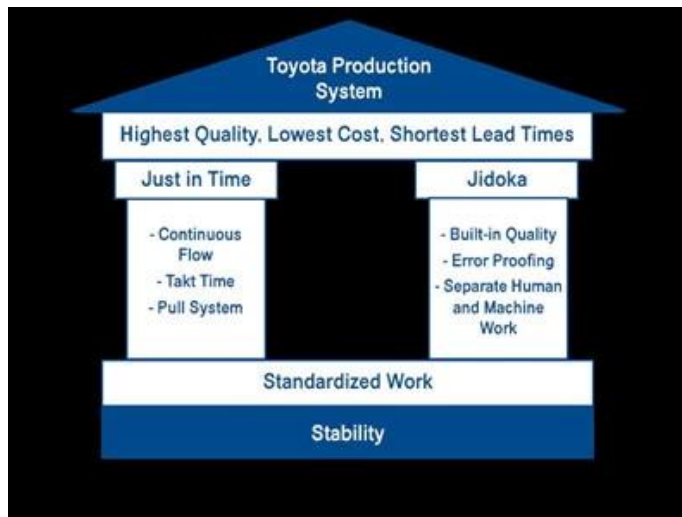 Toyota Production
System
Highest Quality, Lowest Cost, Shortest Lead Times
Just in Time
Jidoka
- Continuous
Flow
- Takt Time
- Pull System
- Built-in Quality
- Error Proofing
- Separate Human
and Machine
Work
Standardized Work
Stability